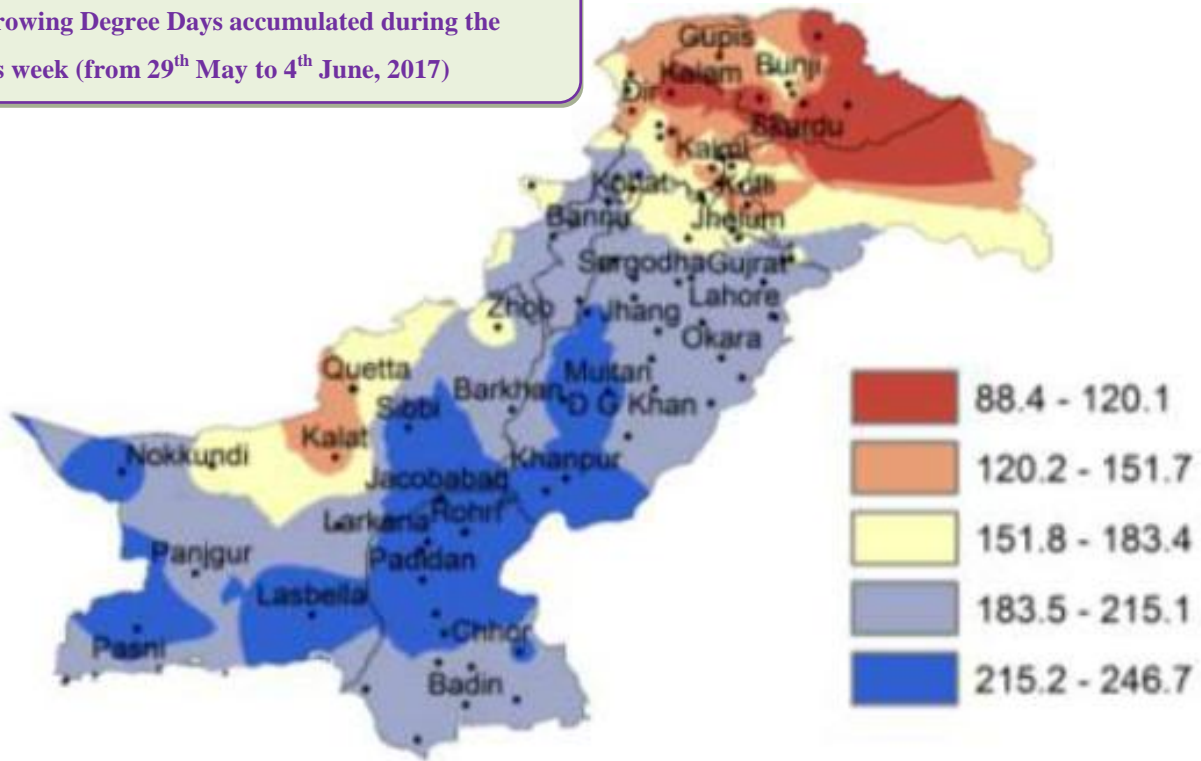 rowing Degree Days accumulated during the
s week (from 29th May to 4th June, 2017)
Gupis
Kalam
Bunji
Dir
Skurdu
Kohat
Kotli
Bannu
Jhelum
Sargodha
Gujrat
Zhob
Jhang
Lahore
Okara
Quetta
Sibbi
Barkhan
Multan
D G Khan
Nokkundi
Kalat
Khanpur
Jacobabad
Larkana
Rohri
Panjgur
Padidan
Lasbella
Pasni
Chhor
Badin
88.4 - 120.1
120.2 - 151.7
151.8 - 183.4
183.5 - 215.1
215.2 - 246.7